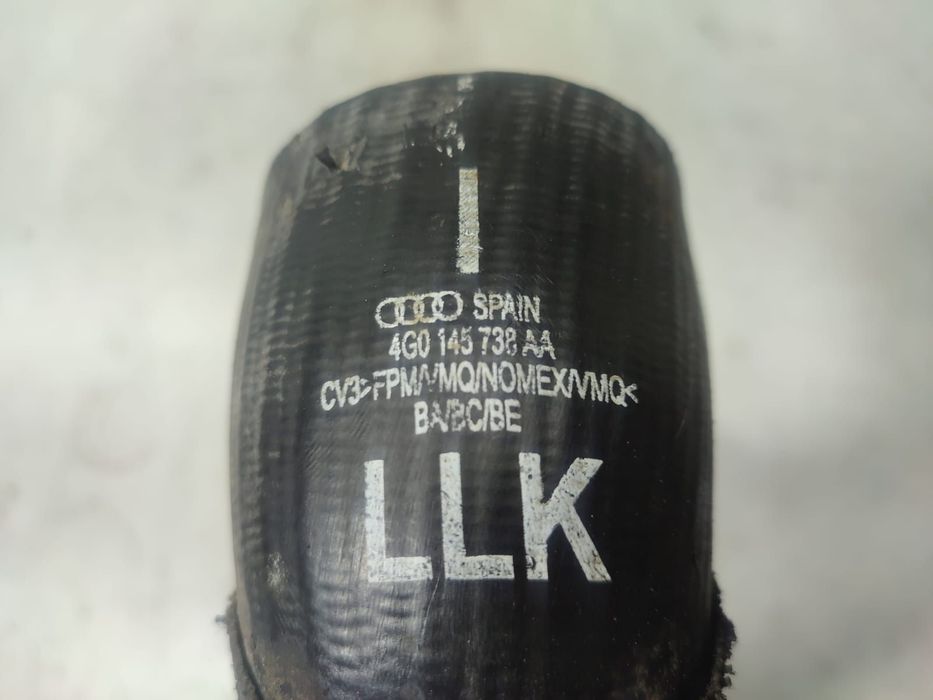 SPAIN
4G0 145 738 AA
CV3>FPM/VMQ/NOMEX/VMQ<
BA/BC/BE
LLK